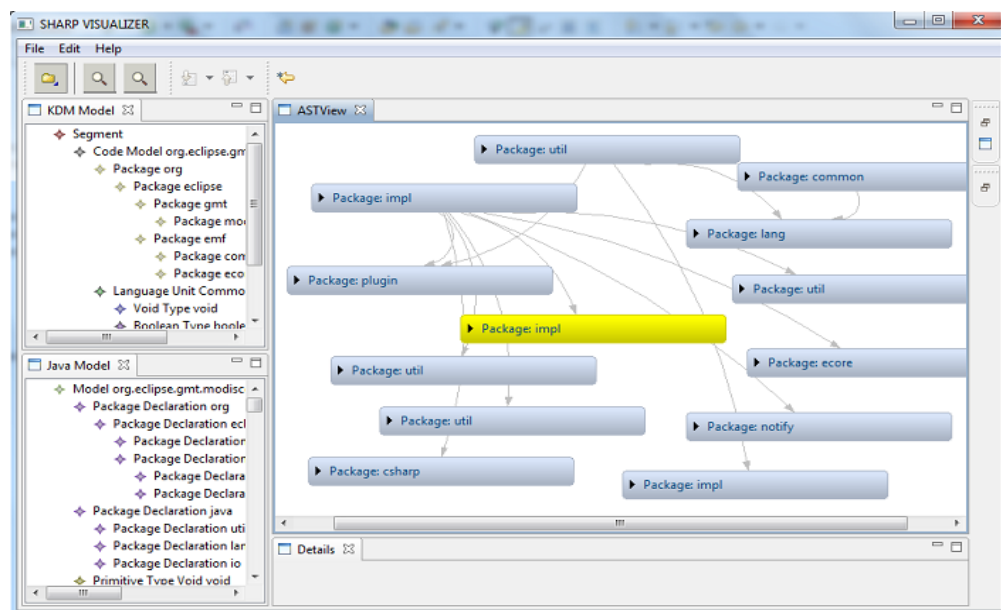 SHARP VISUALIZER
File Edit Help
KDM Model
Segment
Code Model org.eclipse.gm
Package org
Package eclipse
Package gmt
Package mo
Package emf
Package con
Package eco
Language Unit Commo
Void Type void
Boolean Type boole
Java Model
Model org.eclipse.gmt.modisc
Package Declaration org
Package Declaration ecl
Package Declaration
Package Declaration
Package Declara
Package Declara
Package Declaration java
Package Declaration uti
Package Declaration lan
Package Declaration io
Primitive Type Void void
ASTView
Package: util
Package: common
Package: impl
Package: lang
Package: plugin
Package: util
Package: impl
Package: ecore
Package: util
Package: util
Package: notify
Package: csharp
Package: impl
Details